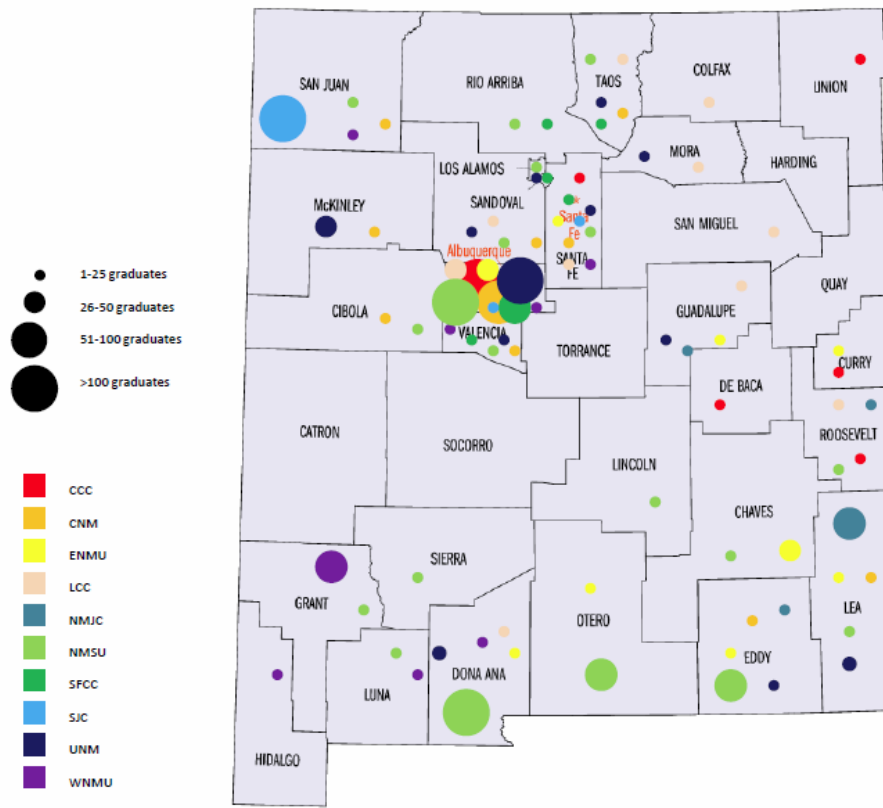 SAN JUAN
RIO ARRIBA
TAOS
COLFAX
UNION
LOS ALAMOS
MORA
HARDING
McKINLEY
SANDOVAL
Santa
Fe
SAN MIGUEL
Albuquerque
SANTA
FE
QUAY
CIBOLA
VALENCIA
GUADALUPE
TORRANCE
CURRY
DE BACA
CATRON
SOCORRO
ROOSEVELT
LINCOLN
CHAVES
SIERRA
GRANT
OTERO
LEA
EDDY
DONA ANA
LUNA
HIDALGO
1-25 graduates
26-50 graduates
51-100 graduates
>100 graduates
CCC
CNM
ENMU
LCC
NMJC
NMSU
SFCC
SJC
UNM
WNMU